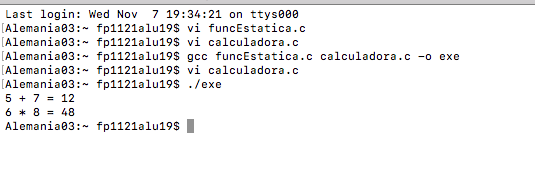 Last login: Wed Nov  7 19:34:21 on ttys000
[Alemania03:~ fp1121alu19$ vi funcEstatica.c
[Alemania03:~ fp1121alu19$ vi calculadora.c
[Alemania03:~ fp1121alu19$ gcc funcEstatica.c calculadora.c -o exe
[Alemania03:~ fp1121alu19$ vi calculadora.c
[Alemania03:~ fp1121alu19$ ./exe
5 + 7 = 12
6 * 8 = 48
Alemania03:~ fp1121alu19$